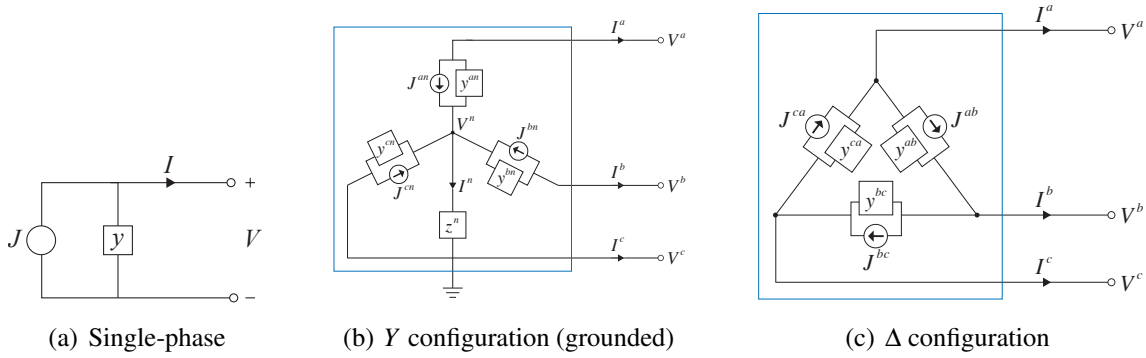 J
y
I
+
V
−
(a) Single-phase
I^a
V^a
J^{an}
y^{an}
V^n
y^{cn}
J^{cn}
J^{bn}
y^{bn}
I^n
I^b
V^b
z^n
I^c
V^c
(b) Y configuration (grounded)
I^a
V^a
J^{ca}
J^{ab}
y^{ca}
y^{ab}
y^{bc}
I^b
V^b
J^{bc}
I^c
V^c
(c) Δ configuration